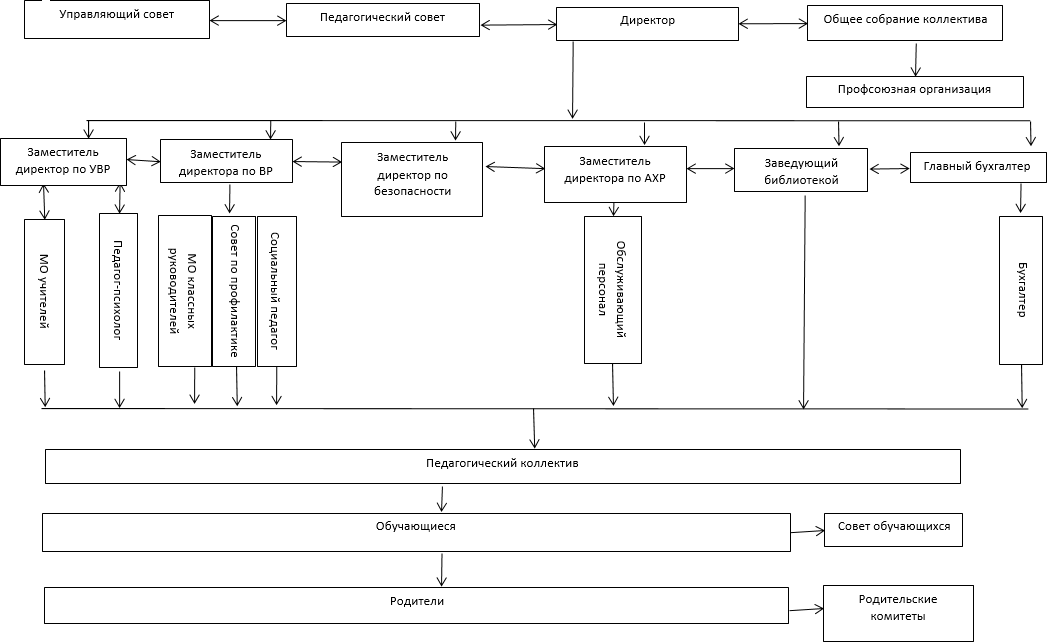 Управляющий совет
Педагогический совет
Директор
Общее собрание коллектива
Профсоюзная организация
Заместитель
директор по УВР
Заместитель
директора по ВР
Заместитель
директор по
безопасности
Заместитель
директора по АХР
Заведующий
библиотекой
Главный бухгалтер
МО учителей
Педагог-психолог
МО классных
руководителей
Совет по профилактике
Социальный педагог
Обслуживающий
персонал
Бухгалтер
Педагогический коллектив
Обучающиеся
Совет обучающихся
Родители
Родительские
комитеты